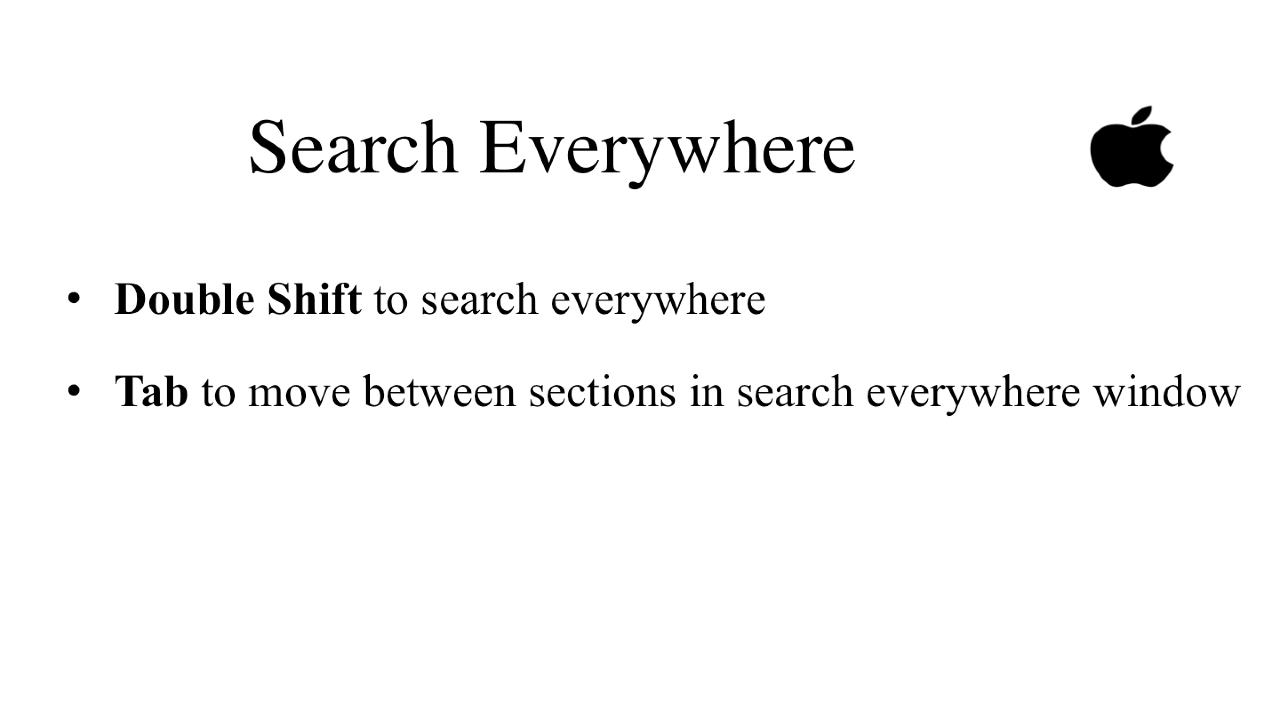 Search Everywhere
• Double Shift to search everywhere
• Tab to move between sections in search everywhere window